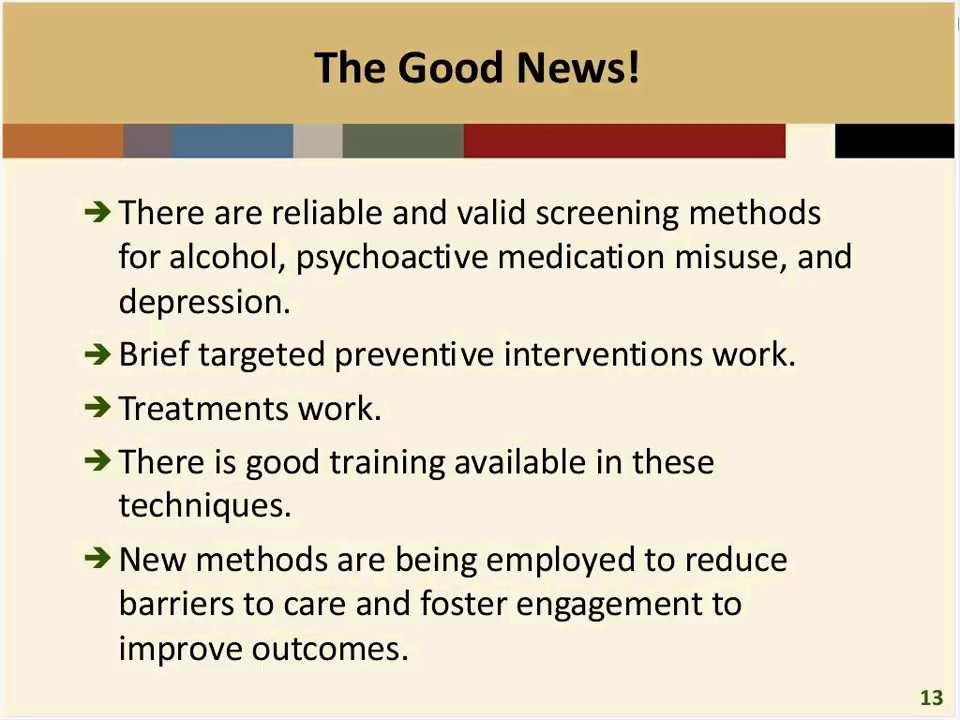 The Good News!
➔ There are reliable and valid screening methods
for alcohol, psychoactive medication misuse, and
depression.
➔ Brief targeted preventive interventions work.
➔ Treatments work.
➔ There is good training available in these
techniques.
➔ New methods are being employed to reduce
barriers to care and foster engagement to
improve outcomes.
13